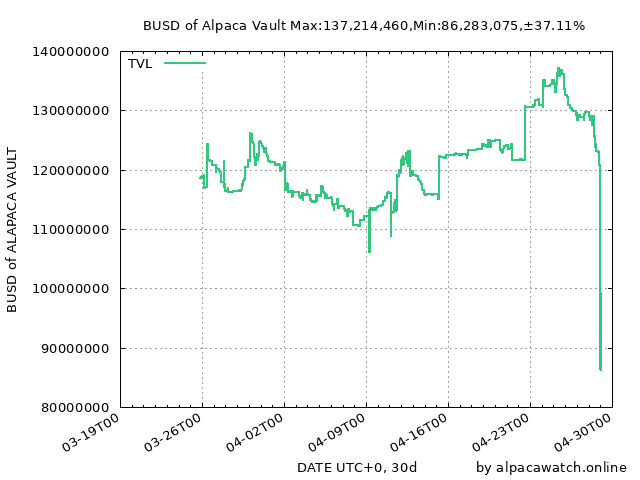 BUSD of Alpaca Vault Max:137,214,460,Min:86,283,075,±37.11%
TVL
140000000
130000000
120000000
110000000
100000000
90000000
80000000
BUSD of ALAPACA VAULT
03-19T00
03-26T00
04-02T00
04-09T00
04-16T00
04-23T00
04-30T00
DATE UTC+0, 30d
by alpacawatch.online